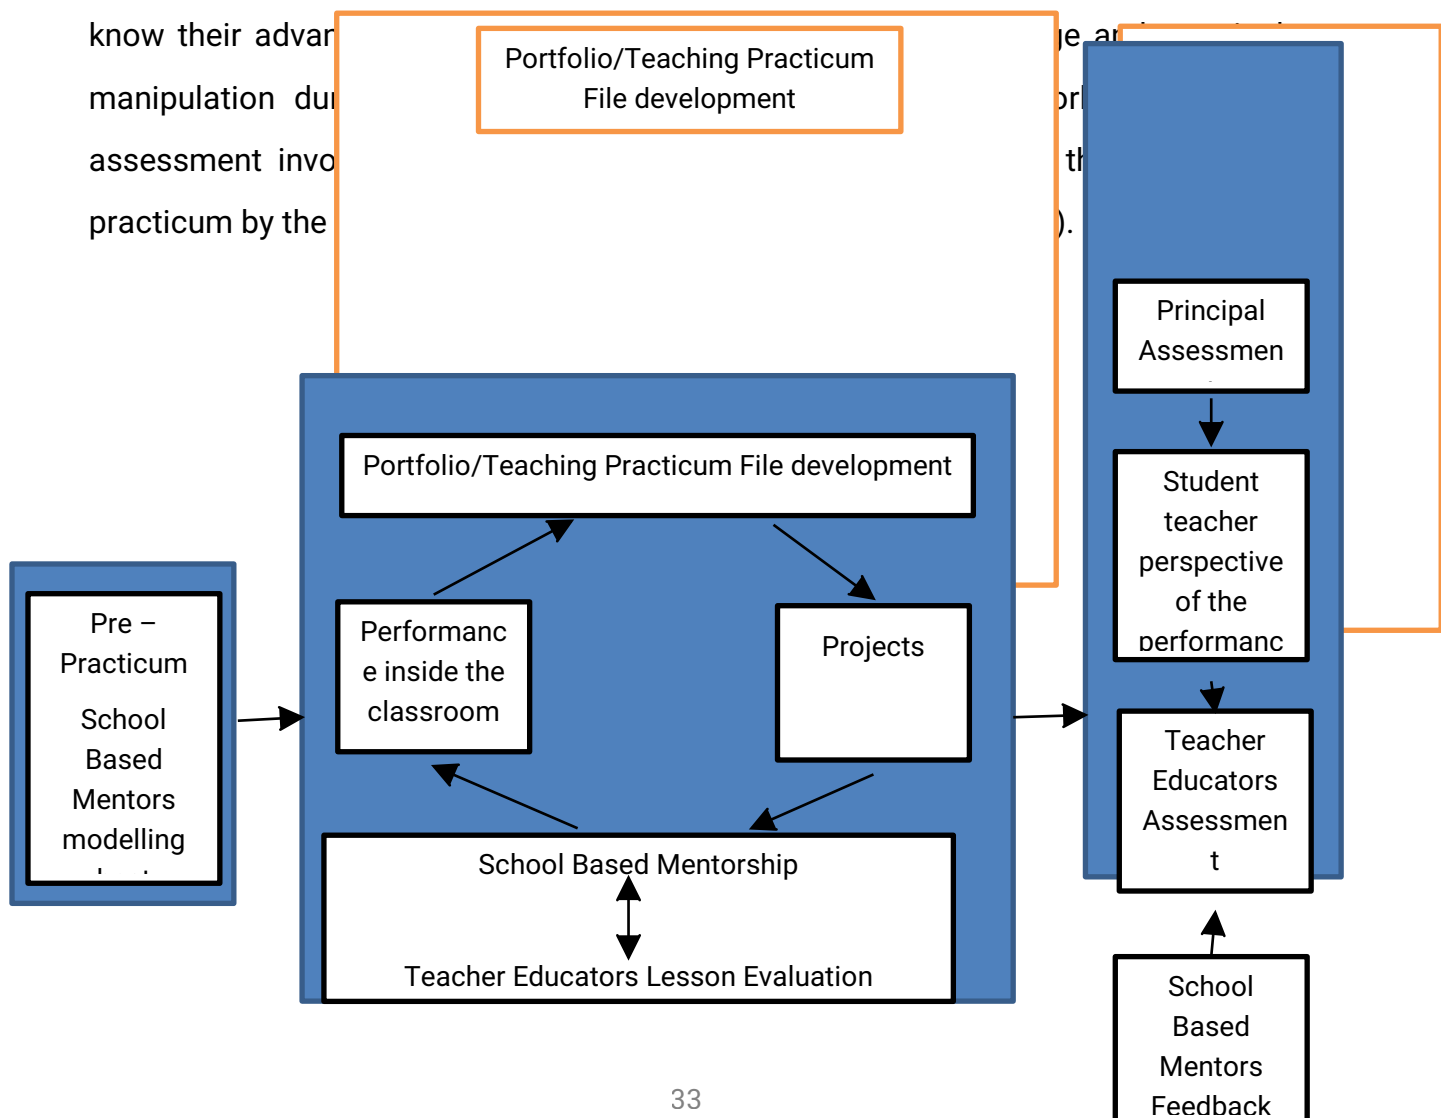 know their advan
manipulation du
assessment invo
practicum by the
).
Portfolio/Teaching Practicum
File development
Principal
Assessmen
Portfolio/Teaching Practicum File development
Student
teacher
perspective
of the
performanc
Pre –
Practicum
School
Based
Mentors
modelling
Performanc
e inside the
classroom
Projects
Teacher
Educators
Assessmen
t
School Based Mentorship
Teacher Educators Lesson Evaluation
School
Based
Mentors
Feedback
33